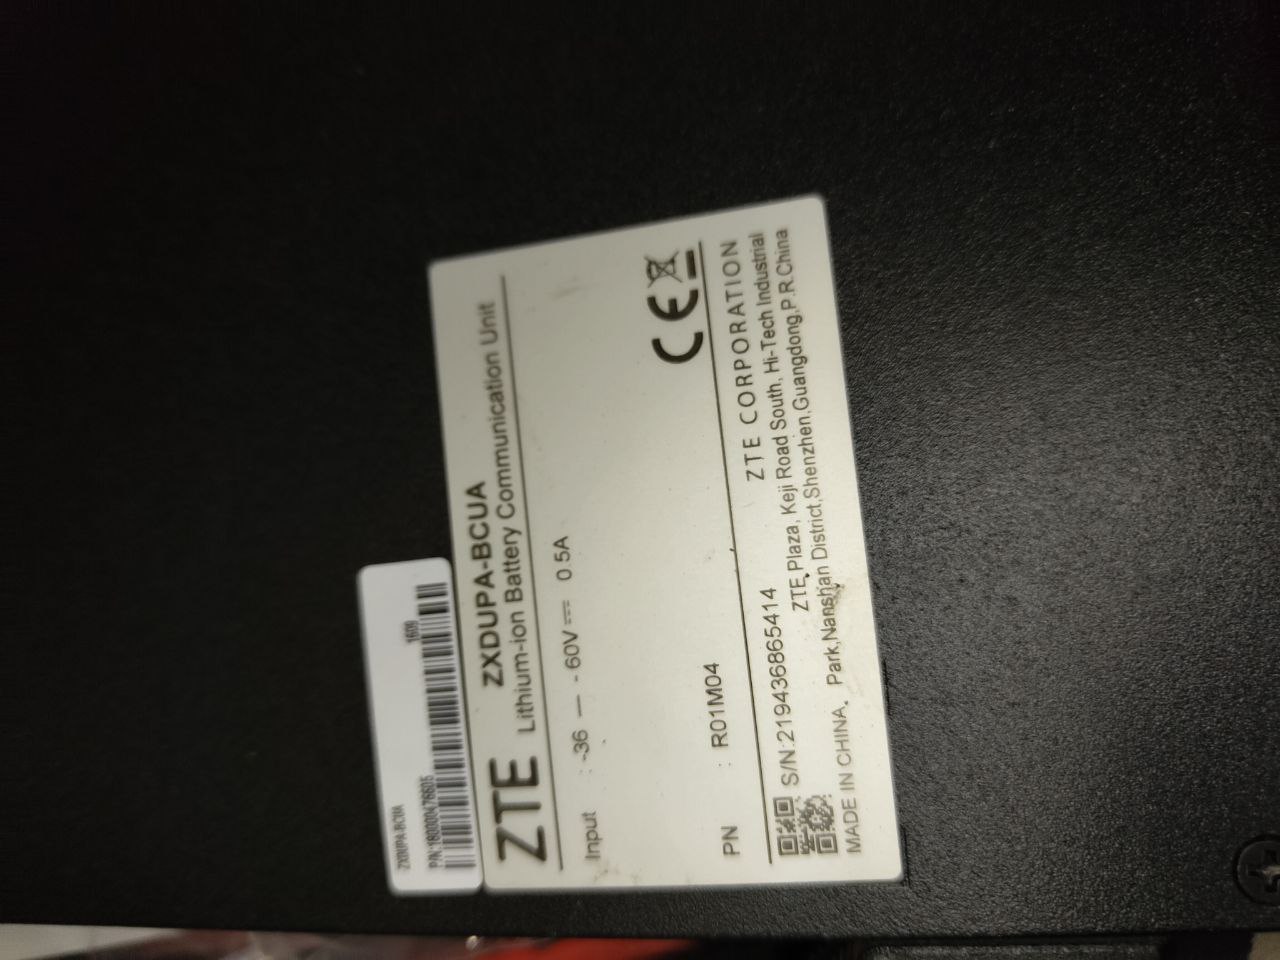 ZXDUPA-BCUA
P/N:180000476605
1609
ZTE ZXDUPA-BCUA
Lithium-ion Battery Communication Unit
Input : -36 — -60V⎓ 0.5A
PN : R01M04
CE
S/N:219436865414
ZTE CORPORATION
ZTE Plaza, Keji Road South, Hi-Tech Industrial
Park,Nanshan District,Shenzhen,Guangdong,P.R.China
MADE IN CHINA